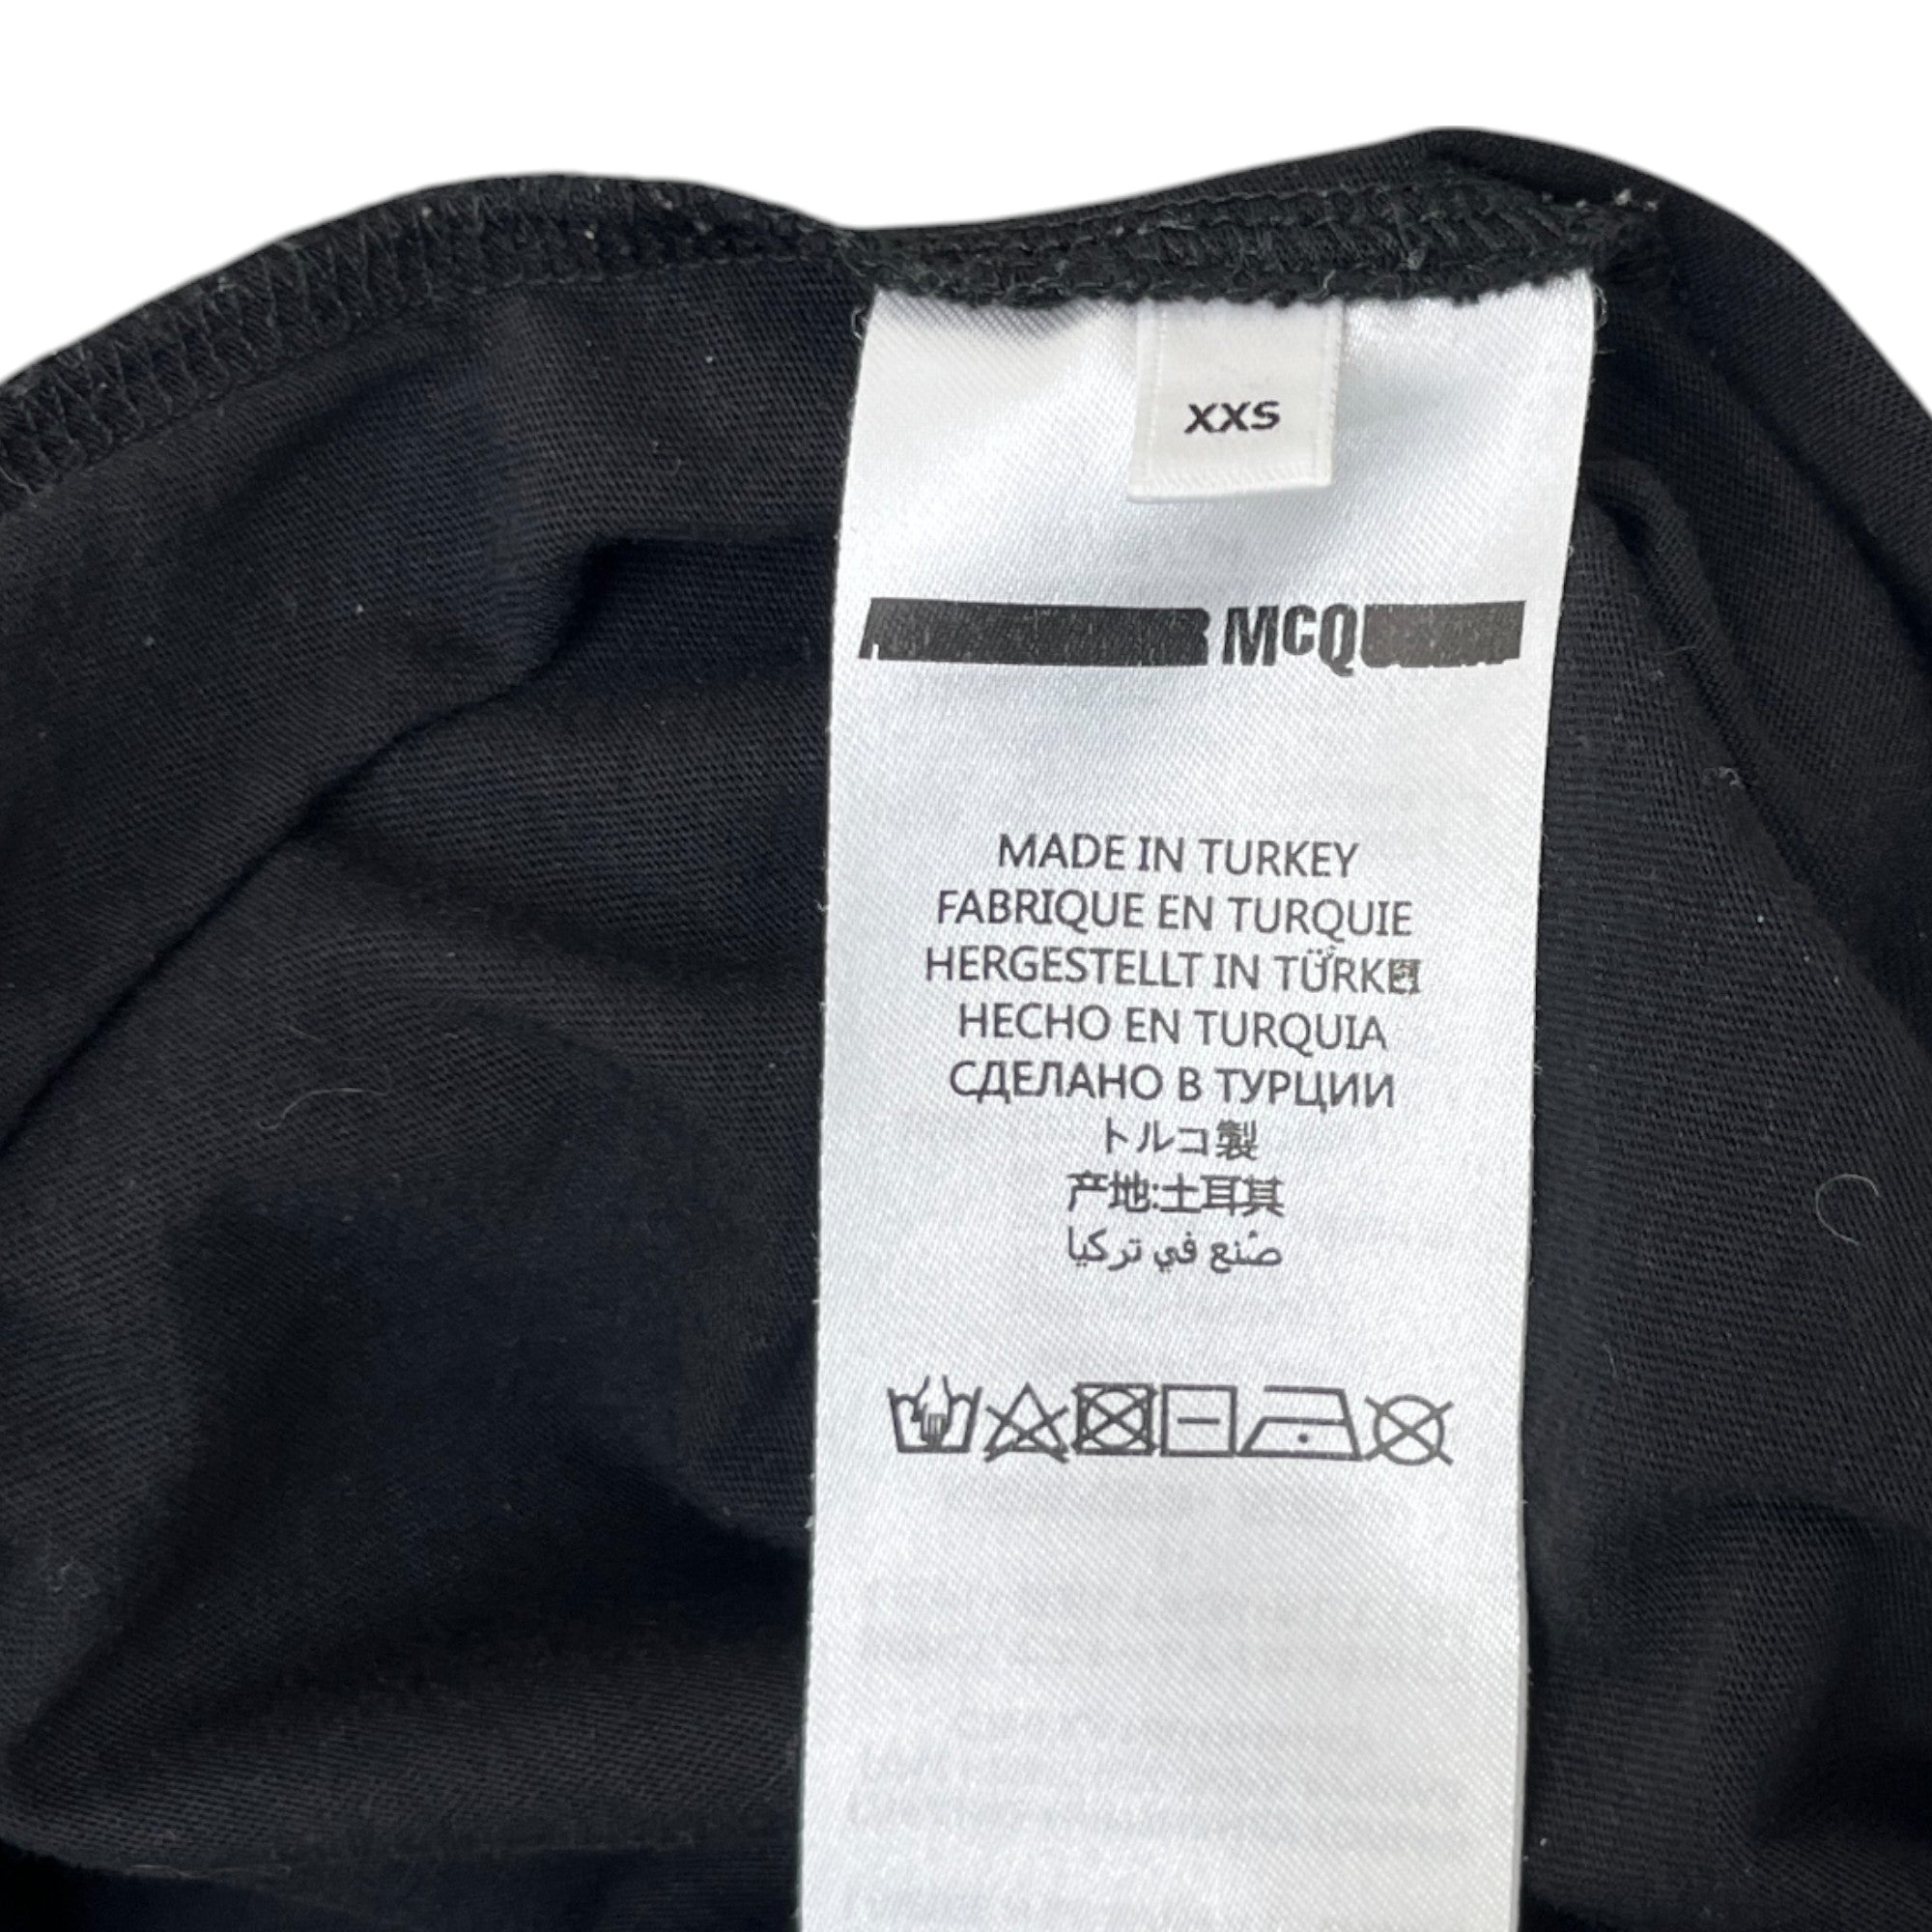 XXS
MCQ
MADE IN TURKEY
FABRIQUE EN TURQUIE
HERGESTELLT IN TÜRKEI
HECHO EN TURQUIA
СДЕЛАНО В ТУРЦИИ
トルコ製
产地:土耳其
صُنع في تركيا